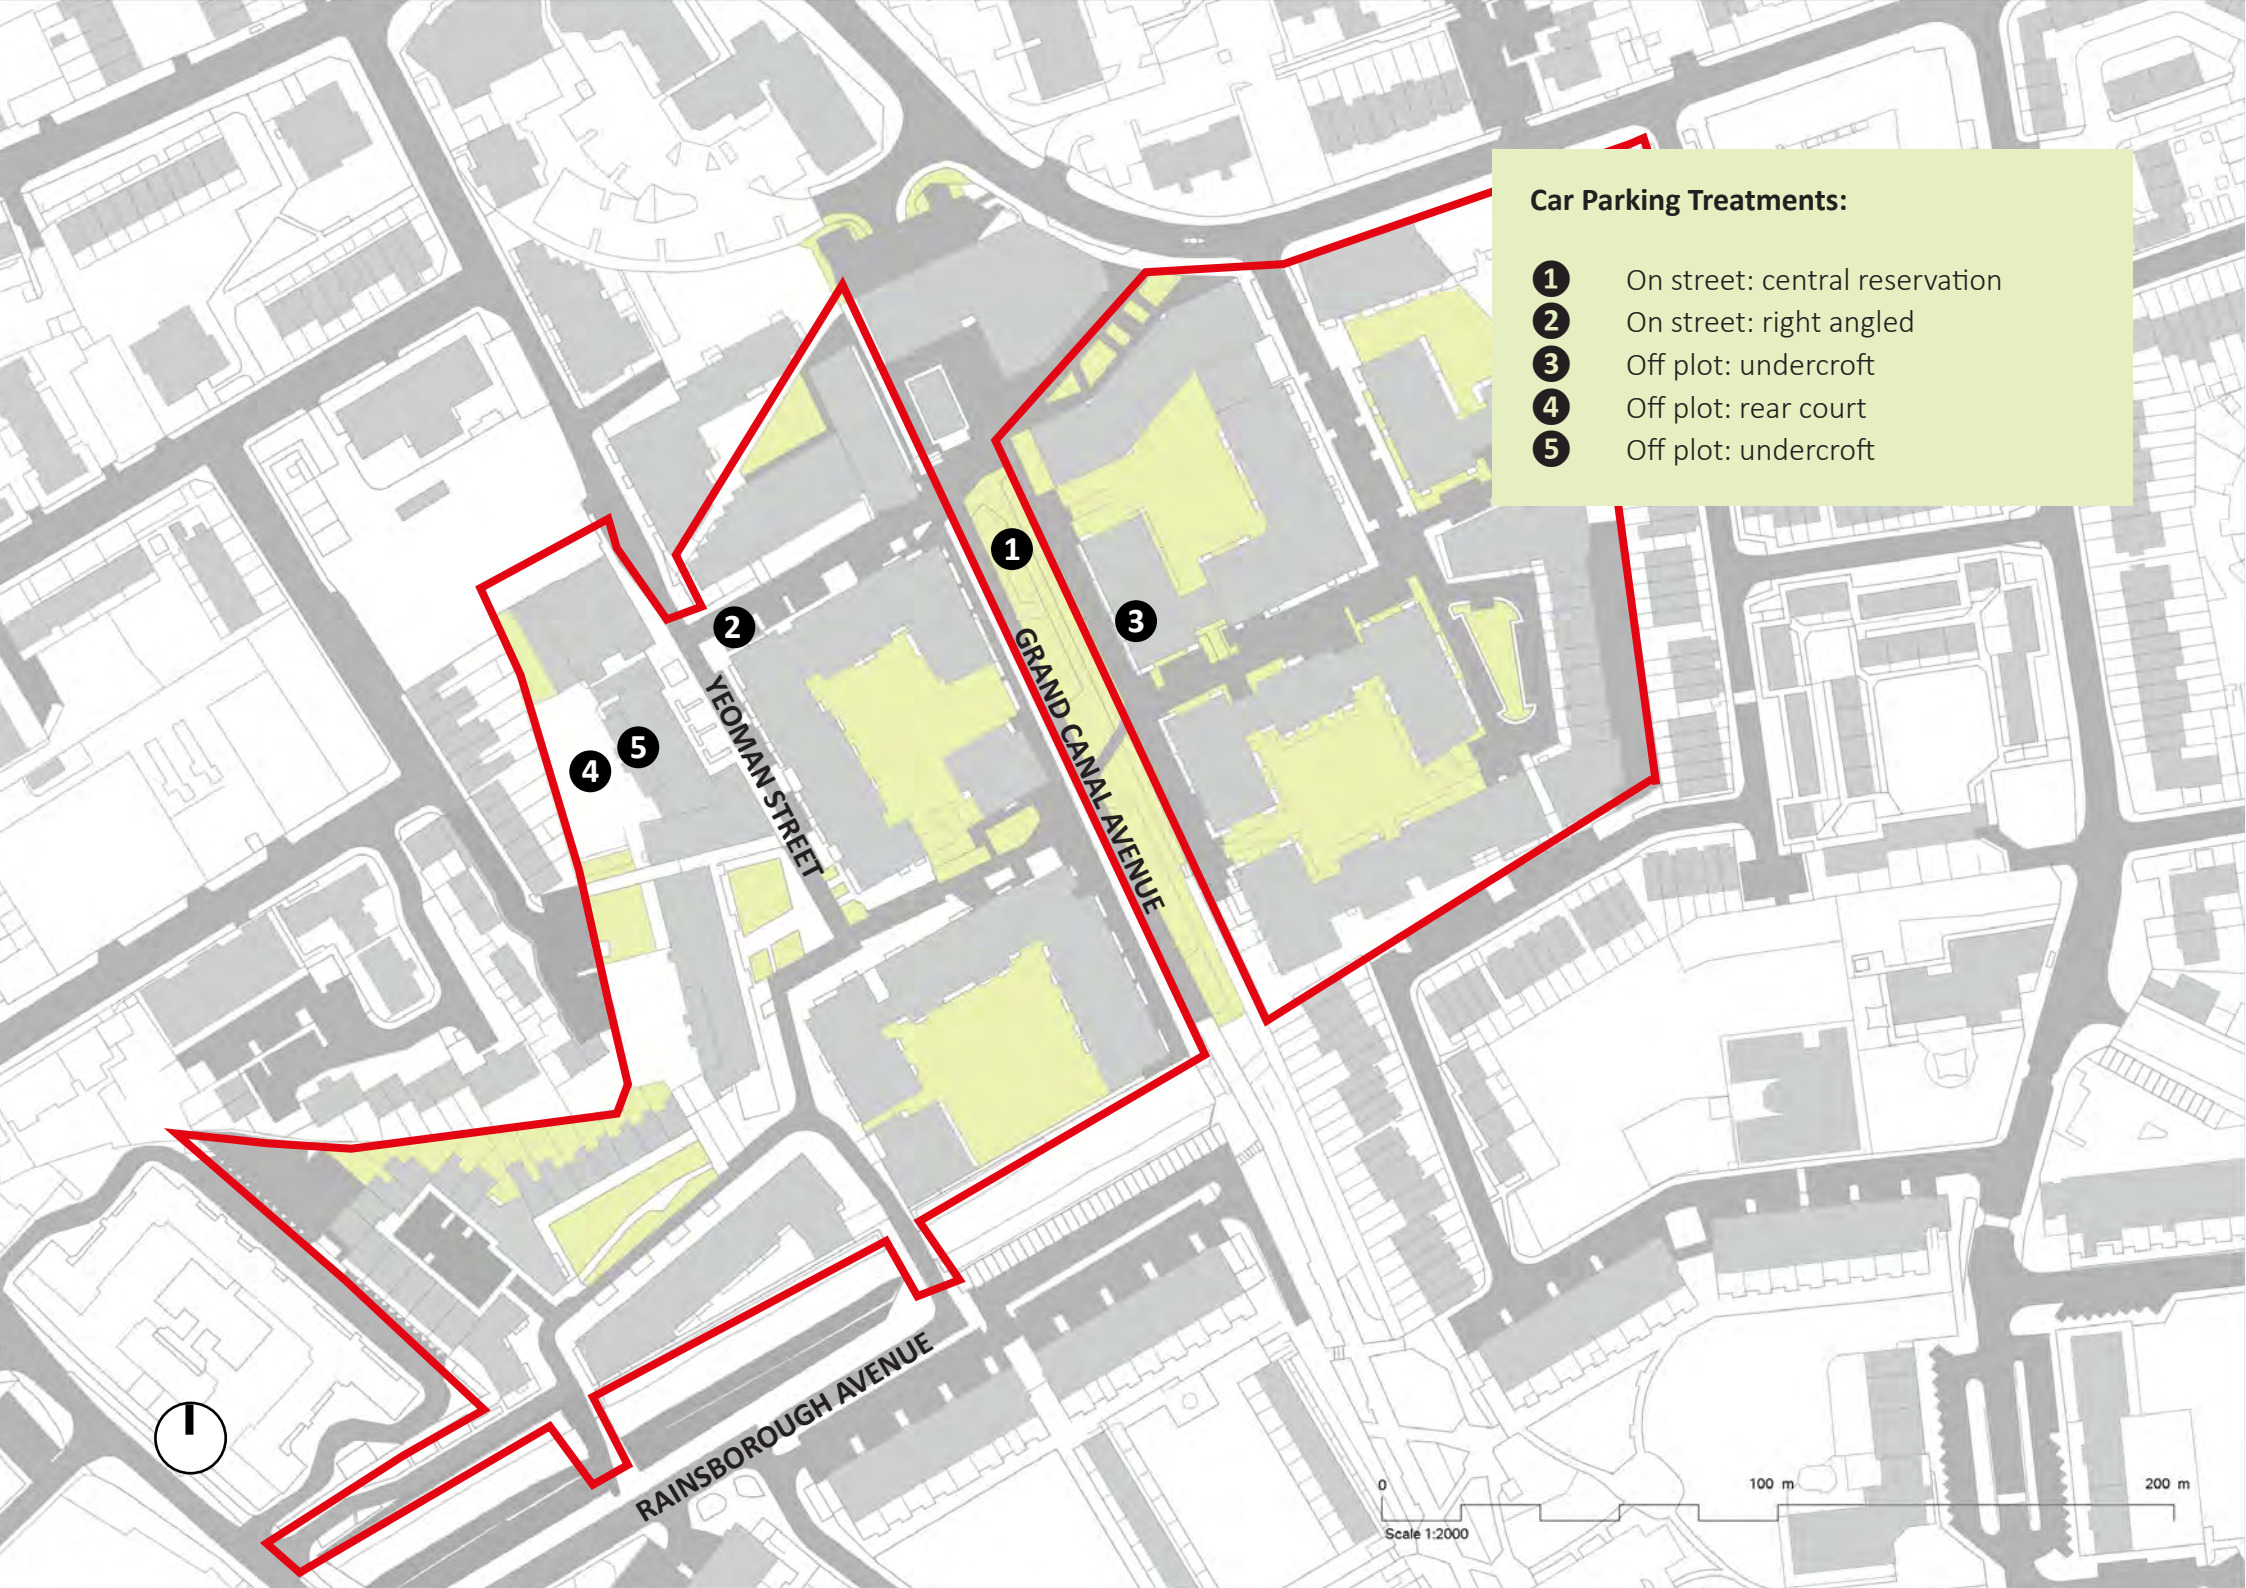 Car Parking Treatments:
1 On street: central reservation
2 On street: right angled
3 Off plot: undercroft
4 Off plot: rear court
5 Off plot: undercroft
1
2
3
GRAND CANAL AVENUE
YEOMAN STREET
5
4
RAINSBOROUGH AVENUE
0 100 m 200 m
Scale 1:2000